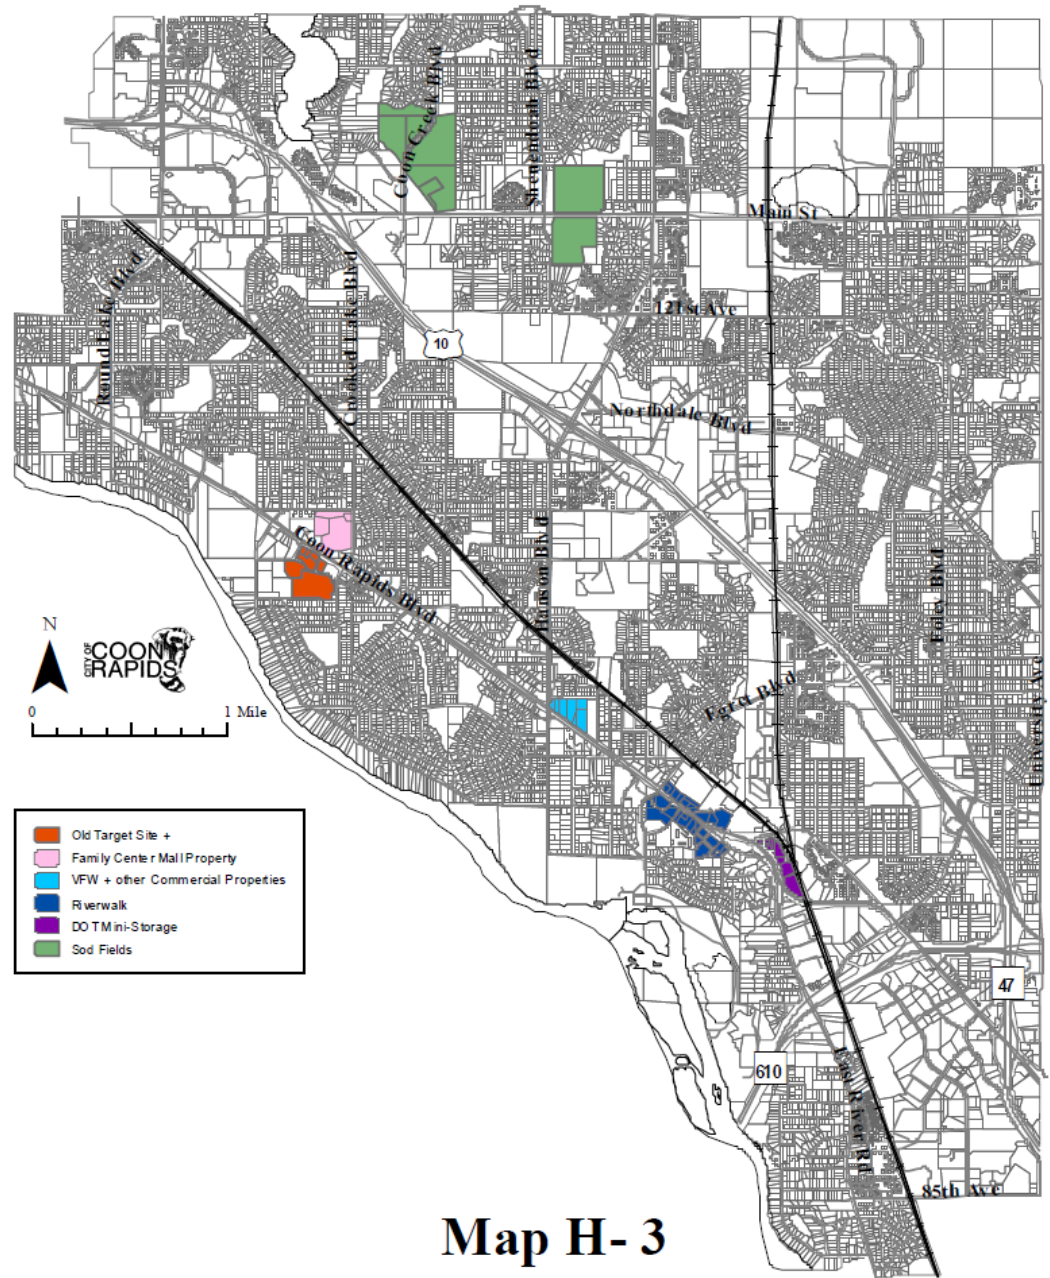 Coon Creek Blvd
Shenendoah Blvd
Main St
Round Lake Blvd
Crooked Lake Blvd
121st Ave
10
Northdale Blvd
Coon Rapids Blvd
Hanson Blvd
Foley Blvd
N
CITY OF
COON
RAPIDS
Egret Blvd
University Ave
0 1 Mile
Old Target Site +
Family Center Mall Property
VFW + other Commercial Properties
Riverwalk
DOT Mini-Storage
Sod Fields
47
610
East River Rd
85th Ave
Map H- 3